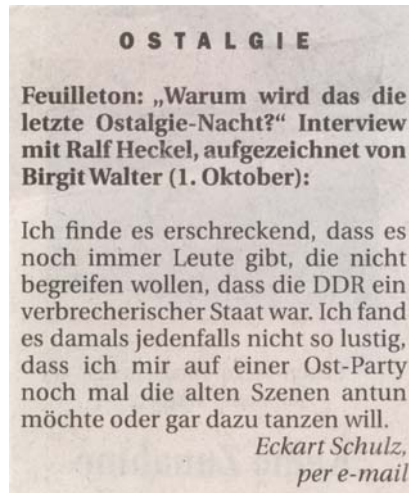 OSTALGIE
Feuilleton: „Warum wird das die
letzte Ostalgie-Nacht?“ Interview
mit Ralf Heckel, aufgezeichnet von
Birgit Walter (1. Oktober):
Ich finde es erschreckend, dass es
noch immer Leute gibt, die nicht
begreifen wollen, dass die DDR ein
verbrecherischer Staat war. Ich fand
es damals jedenfalls nicht so lustig,
dass ich mir auf einer Ost-Party
noch mal die alten Szenen antun
möchte oder gar dazu tanzen will.
Eckart Schulz,
per e-mail